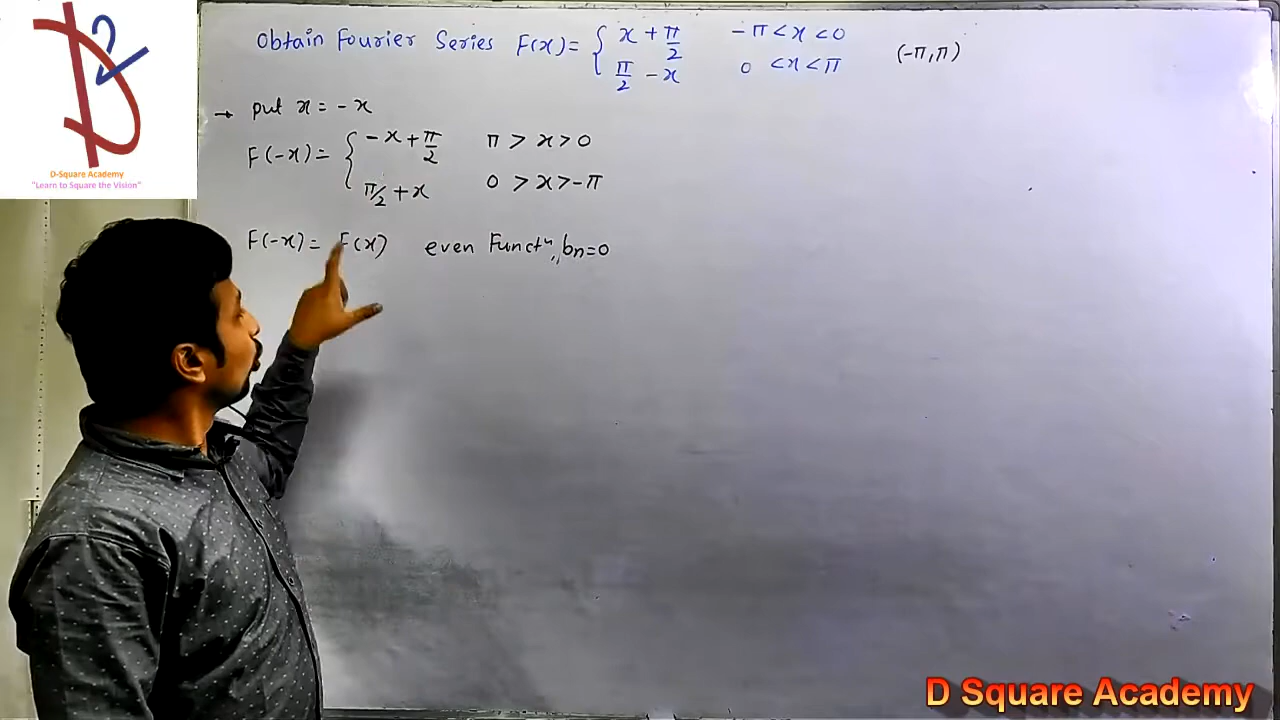 D²
D-Square Academy
"Learn to Square the Vision"
Obtain Fourier Series F(x)= { x + π/2 -π<x<0 (-π,π)
π/2 - x 0 <x<π
→ put x = -x
F(-x)= { -x+π/2 π > x > 0
π/2 + x 0 > x > -π
F(-x)= F(x) even Functⁿ,, bn=0
D Square Academy